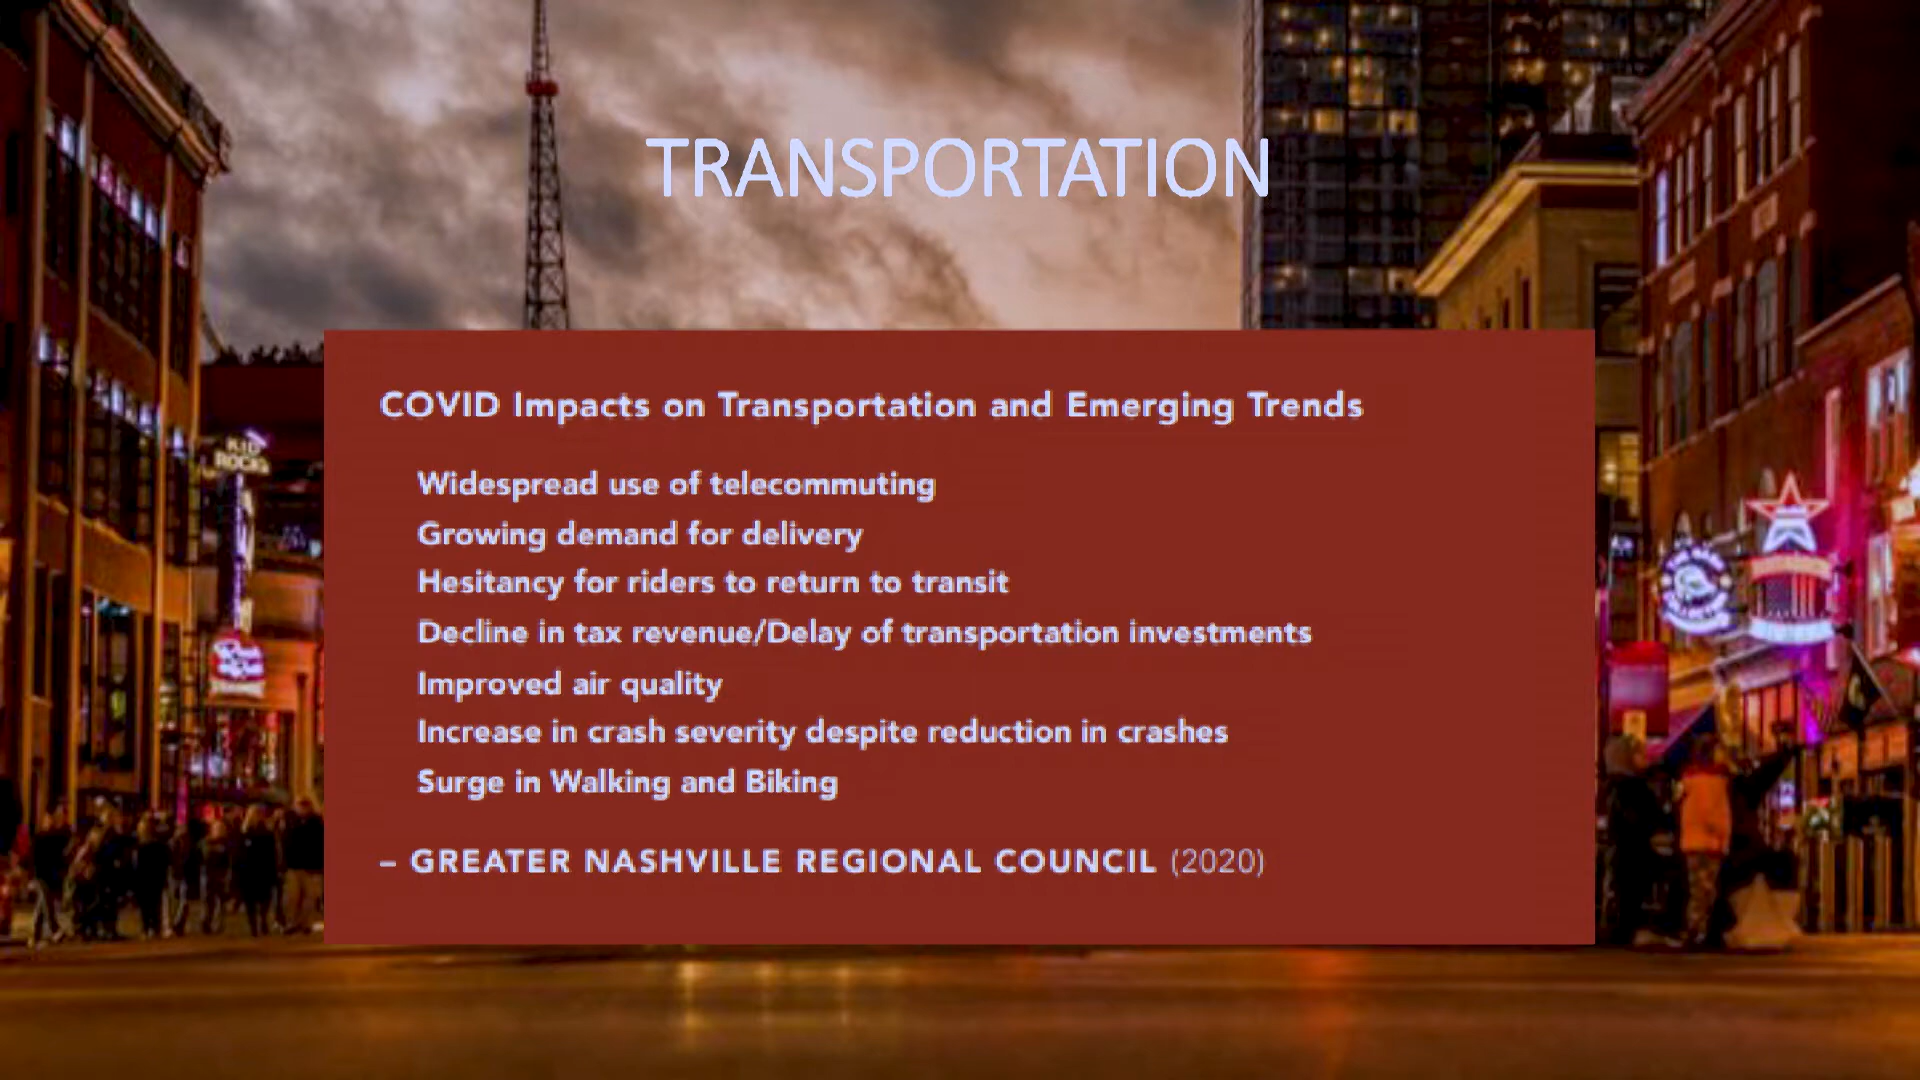 TRANSPORTATION
COVID Impacts on Transportation and Emerging Trends
Widespread use of telecommuting
Growing demand for delivery
Hesitancy for riders to return to transit
Decline in tax revenue/Delay of transportation investments
Improved air quality
Increase in crash severity despite reduction in crashes
Surge in Walking and Biking
– GREATER NASHVILLE REGIONAL COUNCIL (2020)
KID
ROCK'S